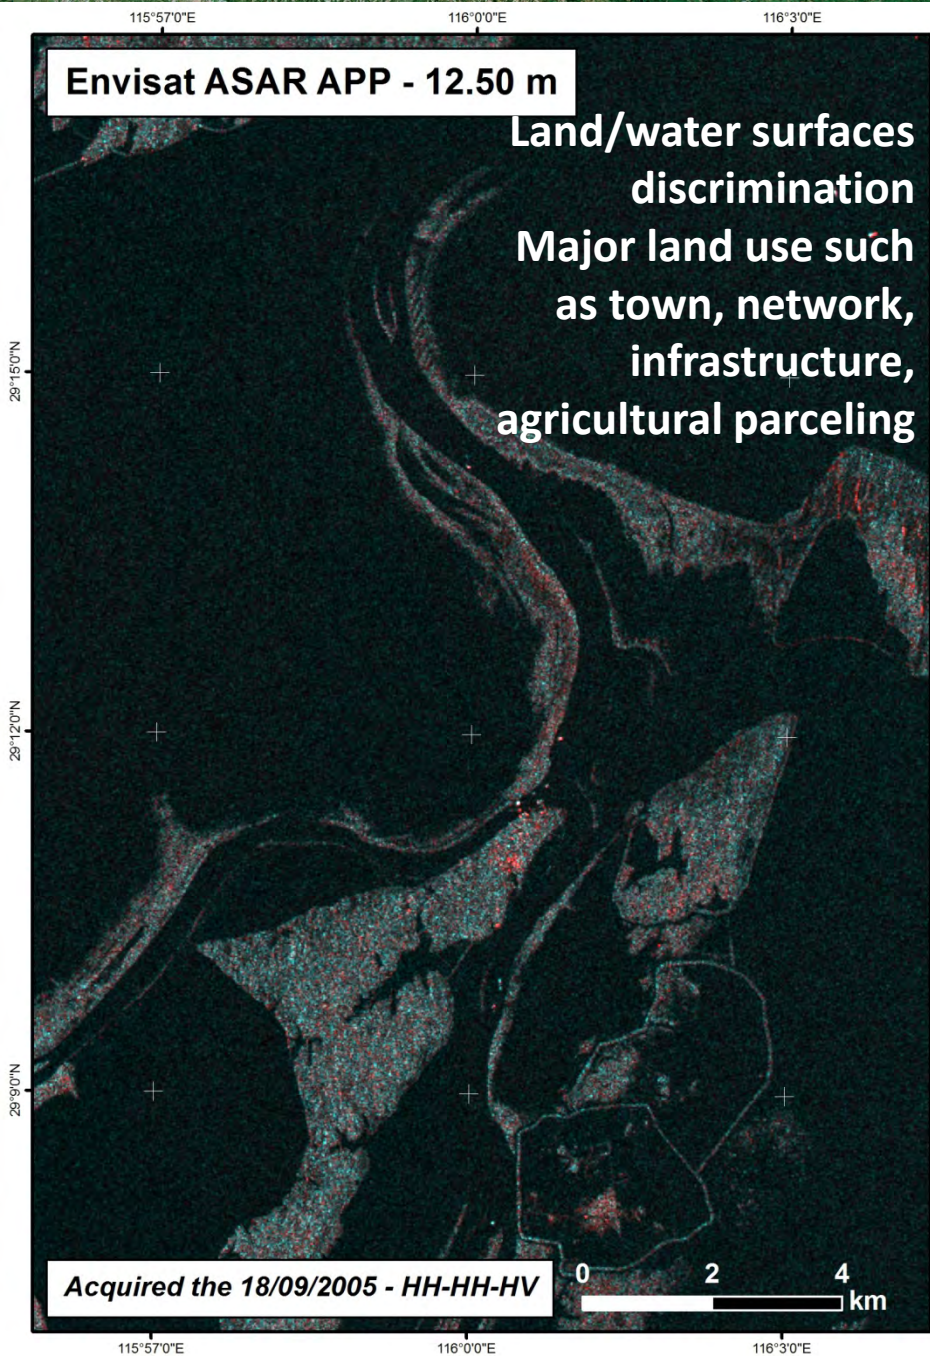 115°57'0"E
116°0'0"E
116°3'0"E
Envisat ASAR APP - 12.50 m
Land/water surfaces
discrimination
Major land use such
as town, network,
infrastructure,
agricultural parceling
29°15'0"N
29°12'0"N
29°9'0"N
Acquired the 18/09/2005 - HH-HH-HV
0 2 4
km
115°57'0"E
116°0'0"E
116°3'0"E